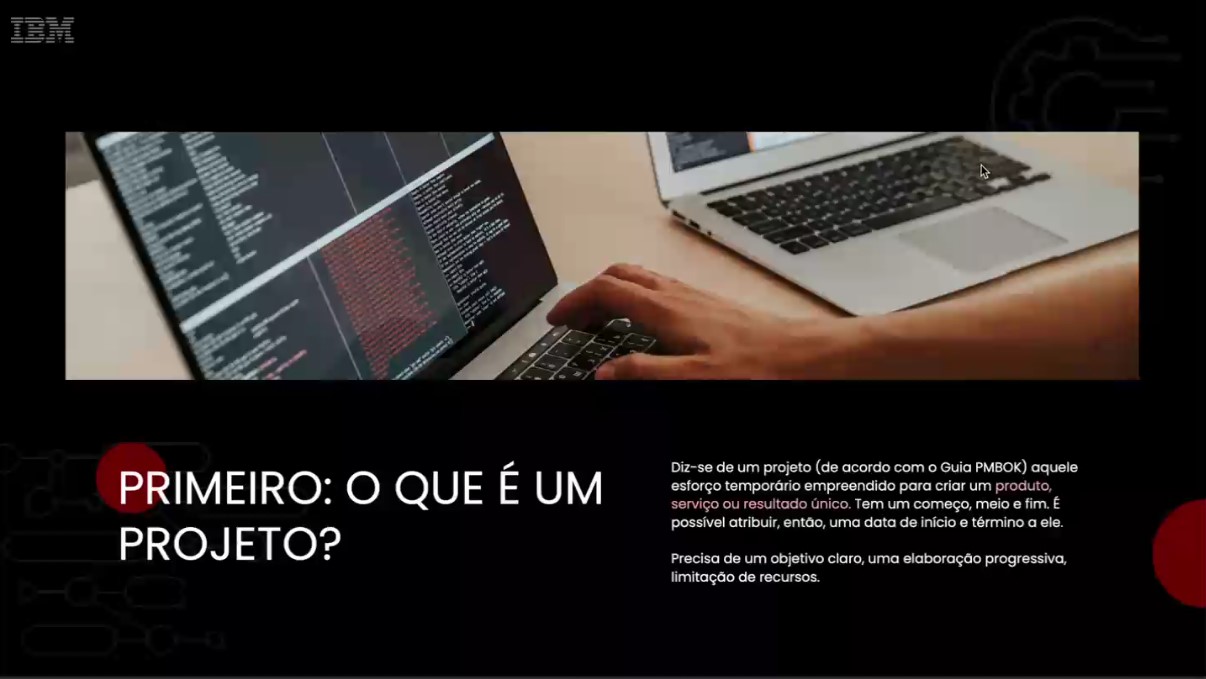 IBM
PRIMEIRO: O QUE É UM
PROJETO?
Diz-se de um projeto (de acordo com o Guia PMBOK) aquele
esforço temporário empreendido para criar um produto,
serviço ou resultado único. Tem um começo, meio e fim. É
possível atribuir, então, uma data de início e término a ele.
Precisa de um objetivo claro, uma elaboração progressiva,
limitação de recursos.